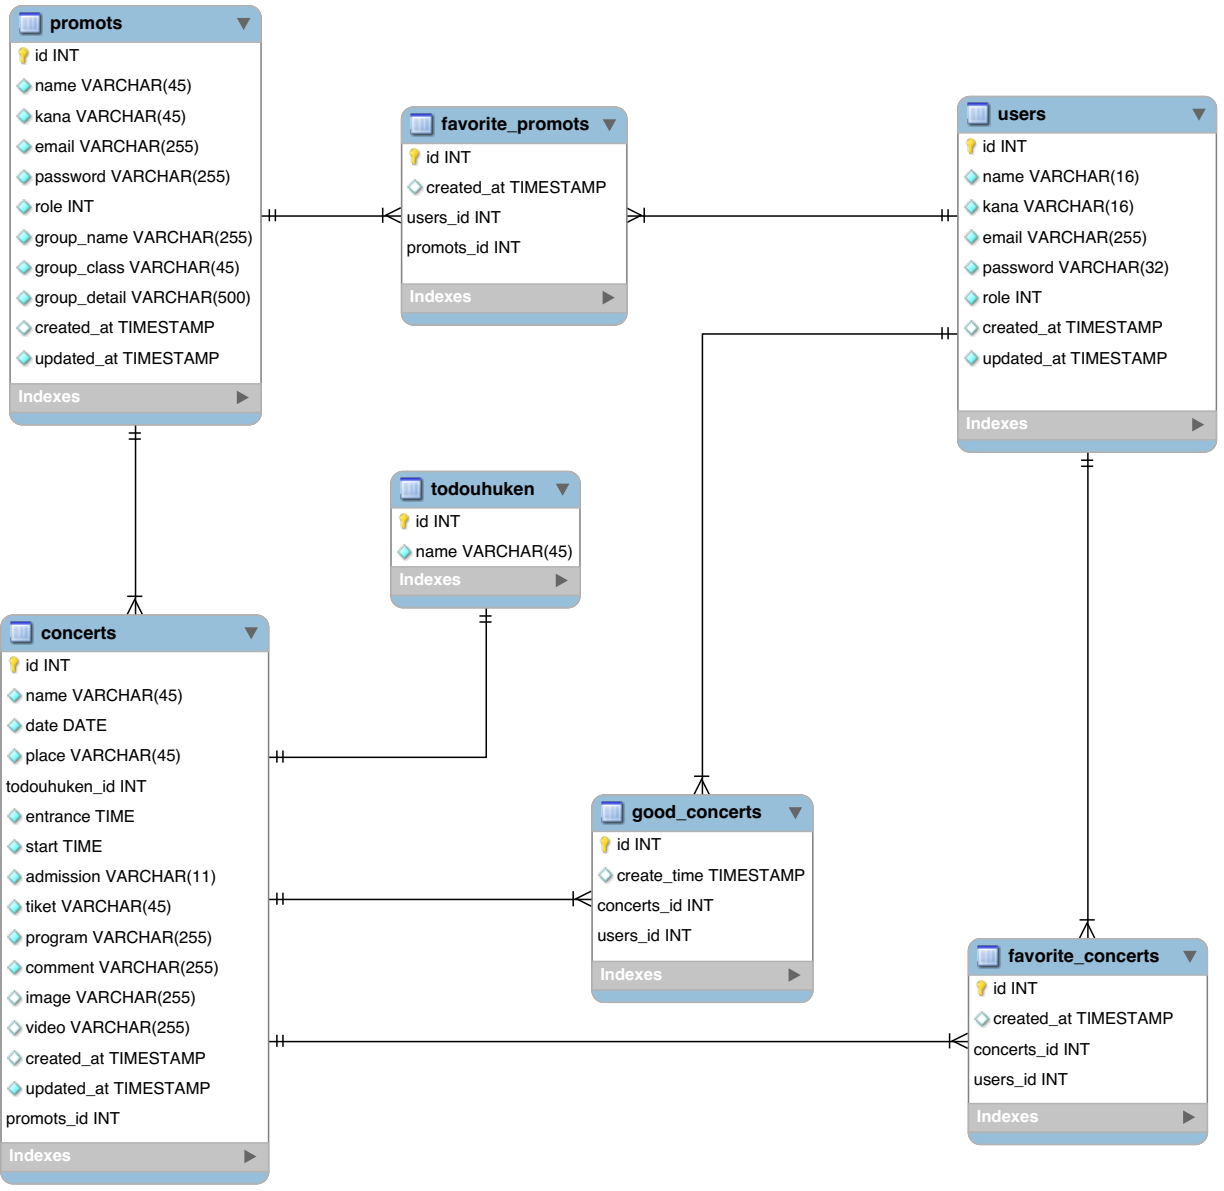 promots
id INT
name VARCHAR(45)
kana VARCHAR(45)
email VARCHAR(255)
password VARCHAR(255)
role INT
group_name VARCHAR(255)
group_class VARCHAR(45)
group_detail VARCHAR(500)
created_at TIMESTAMP
updated_at TIMESTAMP
Indexes
favorite_promots
id INT
created_at TIMESTAMP
users_id INT
promots_id INT
Indexes
users
id INT
name VARCHAR(16)
kana VARCHAR(16)
email VARCHAR(255)
password VARCHAR(32)
role INT
created_at TIMESTAMP
updated_at TIMESTAMP
Indexes
todouhuken
id INT
name VARCHAR(45)
Indexes
concerts
id INT
name VARCHAR(45)
date DATE
place VARCHAR(45)
todouhuken_id INT
entrance TIME
start TIME
admission VARCHAR(11)
tiket VARCHAR(45)
program VARCHAR(255)
comment VARCHAR(255)
image VARCHAR(255)
video VARCHAR(255)
created_at TIMESTAMP
updated_at TIMESTAMP
promots_id INT
Indexes
good_concerts
id INT
create_time TIMESTAMP
concerts_id INT
users_id INT
Indexes
favorite_concerts
id INT
created_at TIMESTAMP
concerts_id INT
users_id INT
Indexes